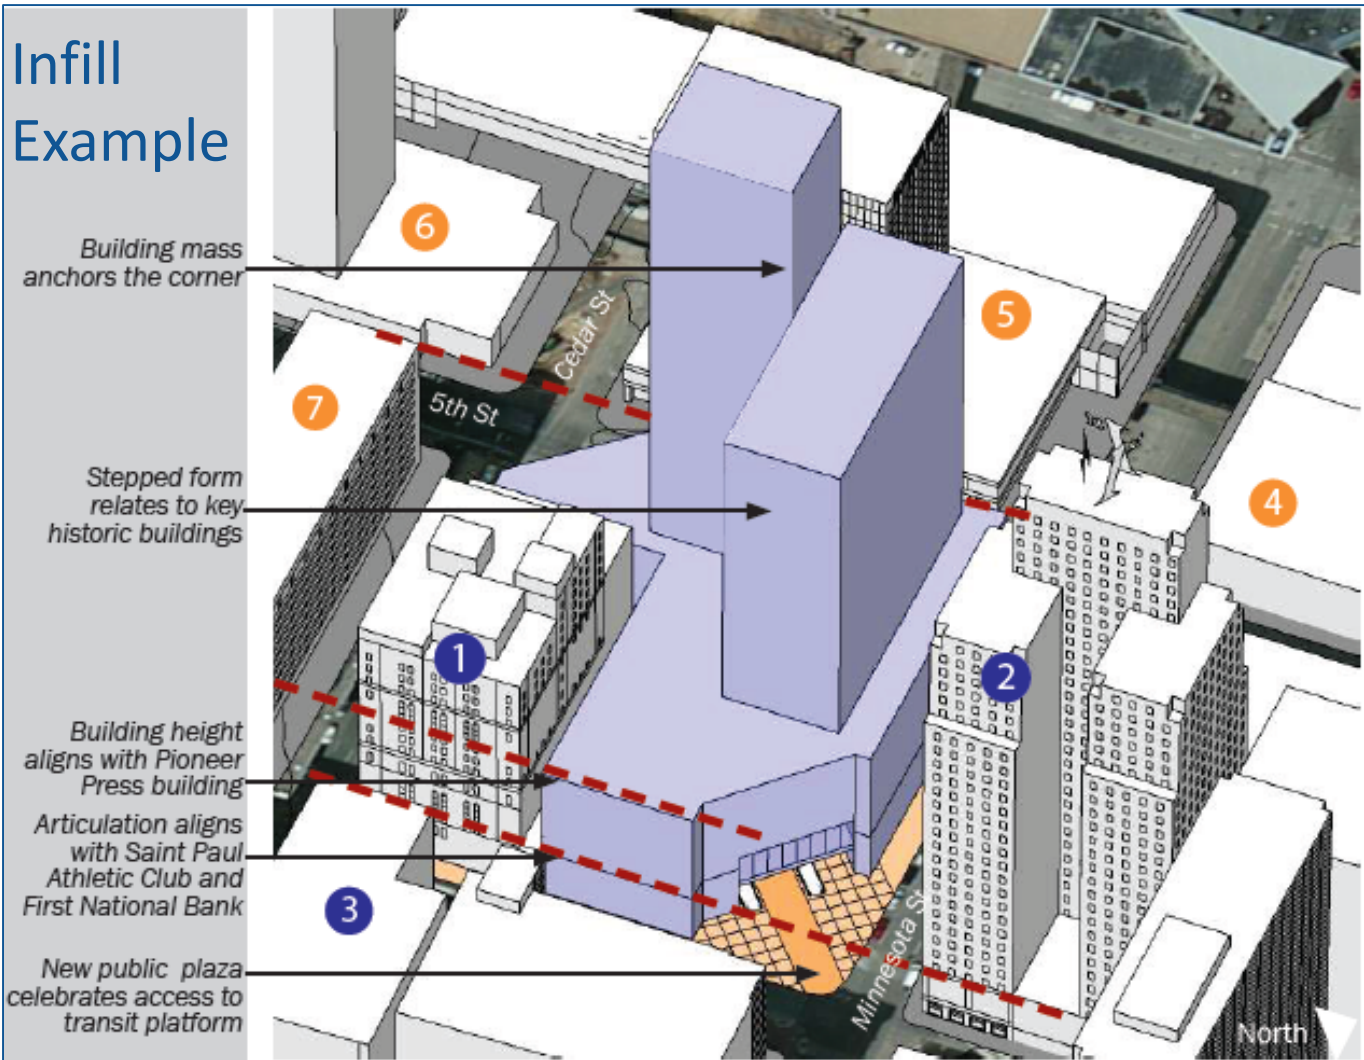 Infill
Example
Building mass
anchors the corner
Stepped form
relates to key
historic buildings
Building height
aligns with Pioneer
Press building
Articulation aligns
with Saint Paul
Athletic Club and
First National Bank
New public plaza
celebrates access to
transit platform
6
Cedar St
5
7
5th St
4
1
2
3
Minnesota St
North